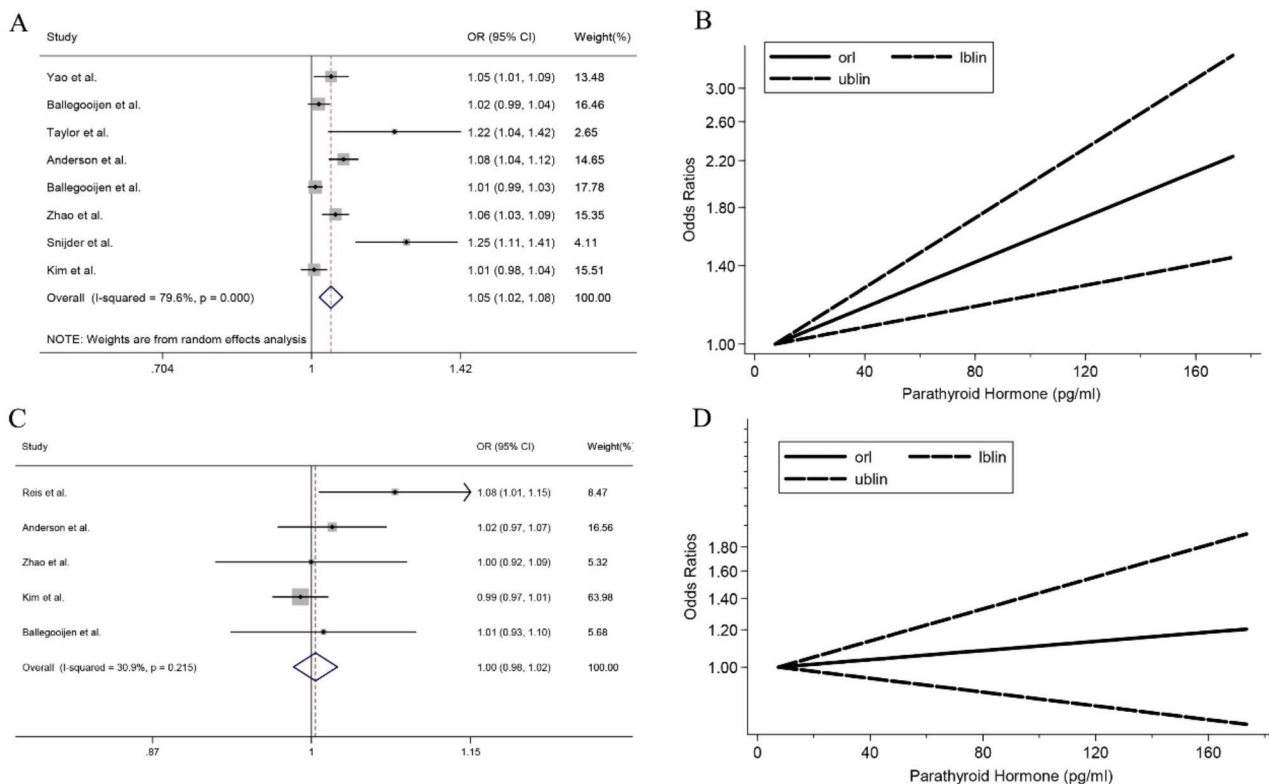 A
Study OR (95% CI) Weight(%)
Yao et al. 1.05 (1.01, 1.09) 13.48
Ballegooijen et al. 1.02 (0.99, 1.04) 16.46
Taylor et al. 1.22 (1.04, 1.42) 2.65
Anderson et al. 1.08 (1.04, 1.12) 14.65
Ballegooijen et al. 1.01 (0.99, 1.03) 17.78
Zhao et al. 1.06 (1.03, 1.09) 15.35
Snijder et al. 1.25 (1.11, 1.41) 4.11
Kim et al. 1.01 (0.98, 1.04) 15.51
Overall (I-squared = 79.6%, p = 0.000) 1.05 (1.02, 1.08) 100.00
NOTE: Weights are from random effects analysis
.704 1 1.42
B
orl lblin
ublin
3.00
2.60
2.20
1.80
1.40
1.00
Odds Ratios
0 40 80 120 160
Parathyroid Hormone (pg/ml)
C
Study OR (95% CI) Weight(%)
Reis et al. 1.08 (1.01, 1.15) 8.47
Anderson et al. 1.02 (0.97, 1.07) 16.56
Zhao et al. 1.00 (0.92, 1.09) 5.32
Kim et al. 0.99 (0.97, 1.01) 63.98
Ballegooijen et al. 1.01 (0.93, 1.10) 5.68
Overall (I-squared = 30.9%, p = 0.215) 1.00 (0.98, 1.02) 100.00
.87 1 1.15
D
orl lblin
ublin
1.80
1.60
1.40
1.20
1.00
Odds Ratios
0 40 80 120 160
Parathyroid Hormone (pg/ml)